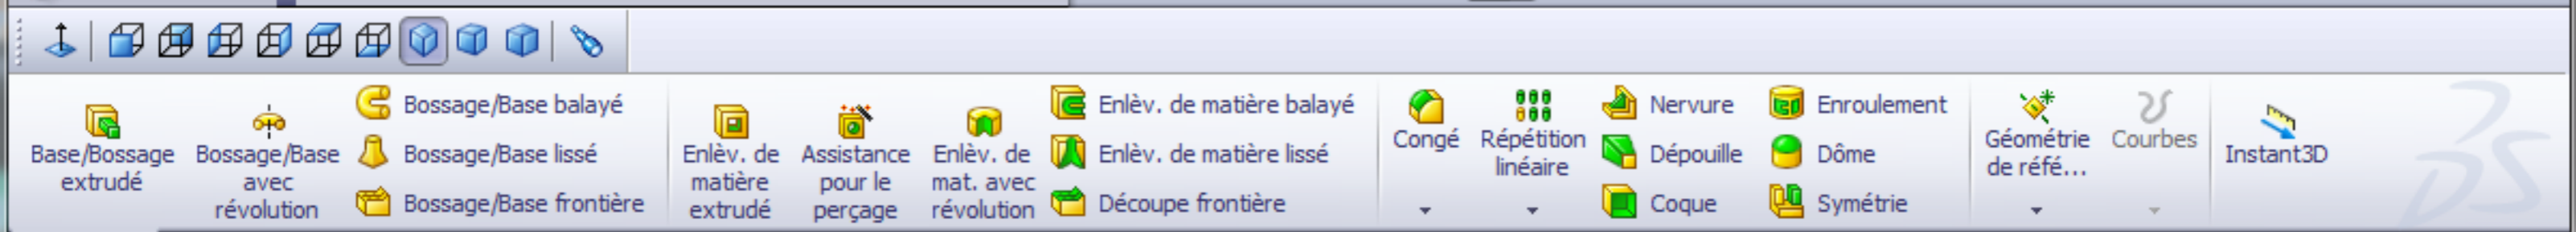 Base/Bossage
extrudé
Bossage/Base
avec
révolution
Bossage/Base balayé
Bossage/Base lissé
Bossage/Base frontière
Enlèv. de
matière
extrudé
Assistance
pour le
perçage
Enlèv. de
mat. avec
révolution
Enlèv. de matière balayé
Enlèv. de matière lissé
Découpe frontière
Congé
Répétition
linéaire
Nervure
Dépouille
Coque
Enroulement
Dôme
Symétrie
Géométrie
de réfé...
Courbes
Instant3D
DS